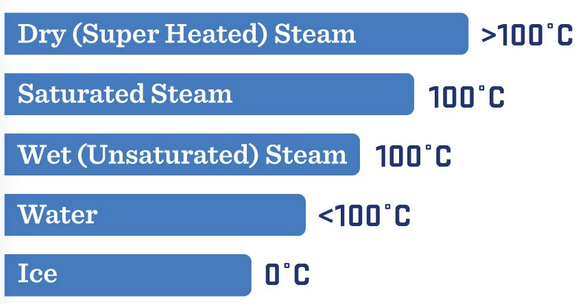 Dry (Super Heated) Steam >100°C
Saturated Steam 100°C
Wet (Unsaturated) Steam 100°C
Water <100°C
Ice 0°C